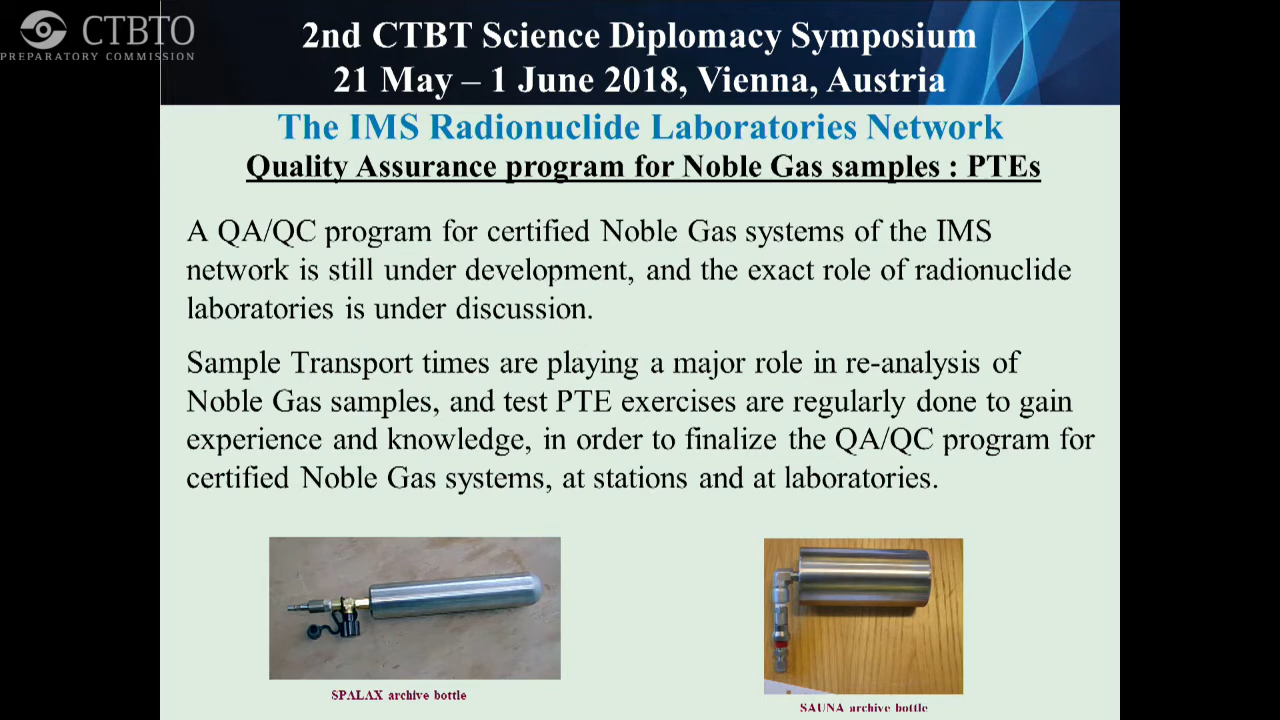 CTBTO
PREPARATORY COMMISSION
2nd CTBT Science Diplomacy Symposium
21 May – 1 June 2018, Vienna, Austria
The IMS Radionuclide Laboratories Network
Quality Assurance program for Noble Gas samples : PTEs
A QA/QC program for certified Noble Gas systems of the IMS
network is still under development, and the exact role of radionuclide
laboratories is under discussion.
Sample Transport times are playing a major role in re-analysis of
Noble Gas samples, and test PTE exercises are regularly done to gain
experience and knowledge, in order to finalize the QA/QC program for
certified Noble Gas systems, at stations and at laboratories.
SPALAX archive bottle
SAUNA archive bottle